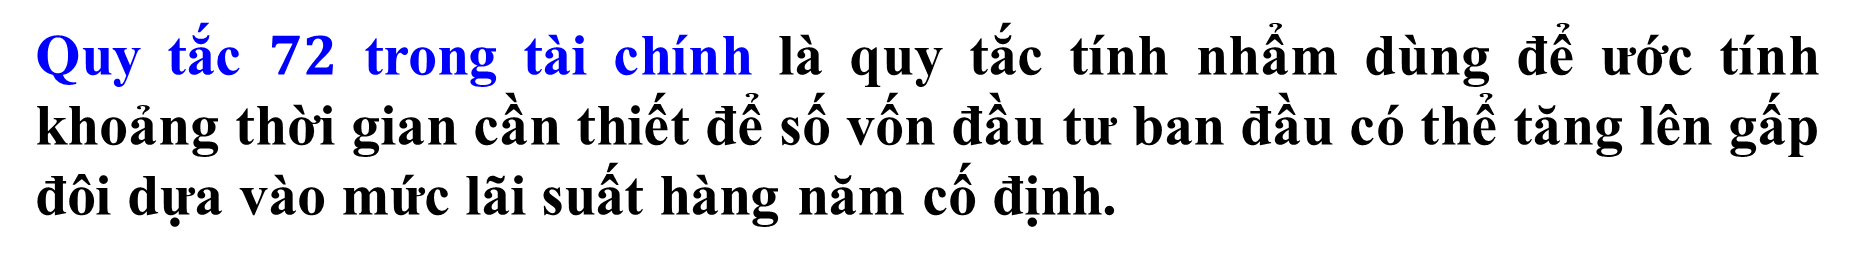 Quy tắc 72 trong tài chính là quy tắc tính nhẩm dùng để ước tính
khoảng thời gian cần thiết để số vốn đầu tư ban đầu có thể tăng lên gấp
đôi dựa vào mức lãi suất hàng năm cố định.